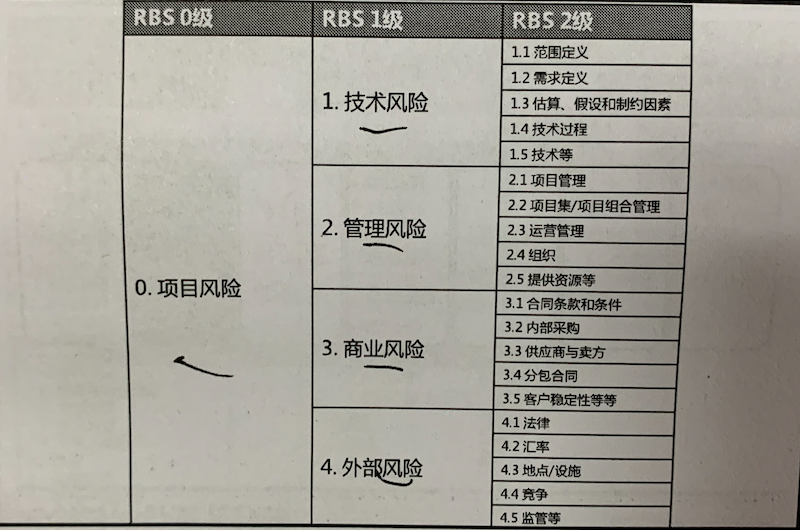 RBS 0级 RBS 1级 RBS 2级
0. 项目风险
1. 技术风险
1.1 范围定义
1.2 需求定义
1.3 估算、假设和制约因素
1.4 技术过程
1.5 技术等
2. 管理风险
2.1 项目管理
2.2 项目集/项目组合管理
2.3 运营管理
2.4 组织
2.5 提供资源等
3. 商业风险
3.1 合同条款和条件
3.2 内部采购
3.3 供应商与卖方
3.4 分包合同
3.5 客户稳定性等等
4. 外部风险
4.1 法律
4.2 汇率
4.3 地点/设施
4.4 竞争
4.5 监管等